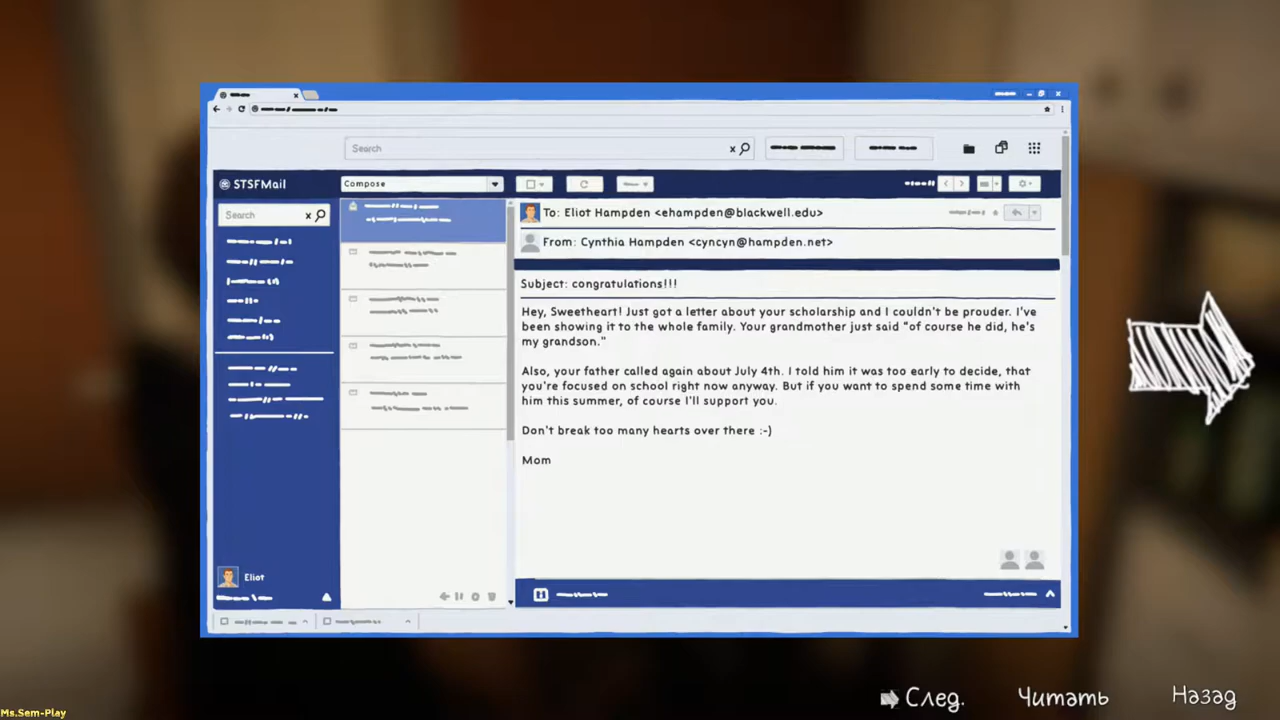 Search
STSFMail
Compose
Search
To: Eliot Hampden <ehampden@blackwell.edu>
From: Cynthia Hampden <cyncyn@hampden.net>
Subject: congratulations!!!
Hey, Sweetheart! Just got a letter about your scholarship and I couldn't be prouder. I've
been showing it to the whole family. Your grandmother just said "of course he did, he's
my grandson."
Also, your father called again about July 4th. I told him it was too early to decide, that
you're focused on school right now anyway. But if you want to spend some time with
him this summer, of course I'll support you.
Don't break too many hearts over there :-)
Mom
Eliot
След.
Читать
Назад
Ms.Sem-Play